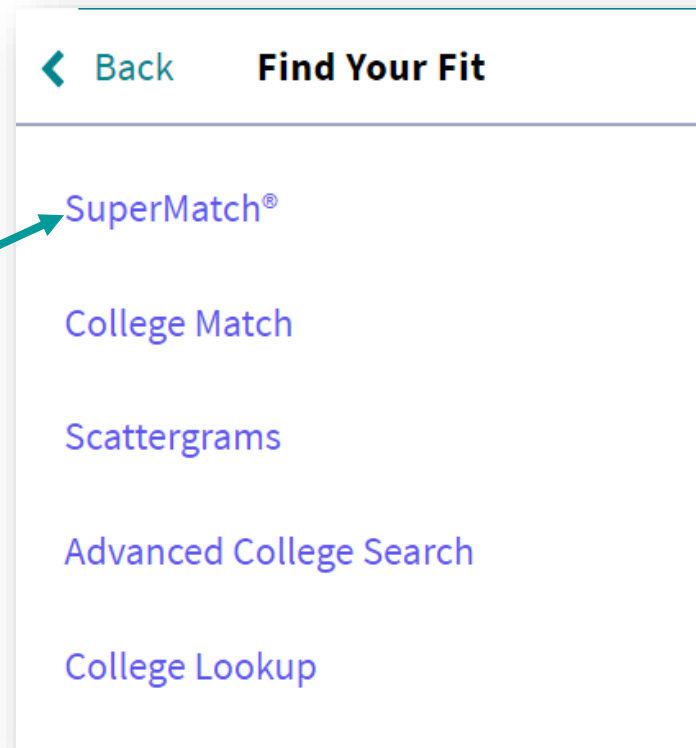 Back Find Your Fit
SuperMatch®
College Match
Scattergrams
Advanced College Search
College Lookup